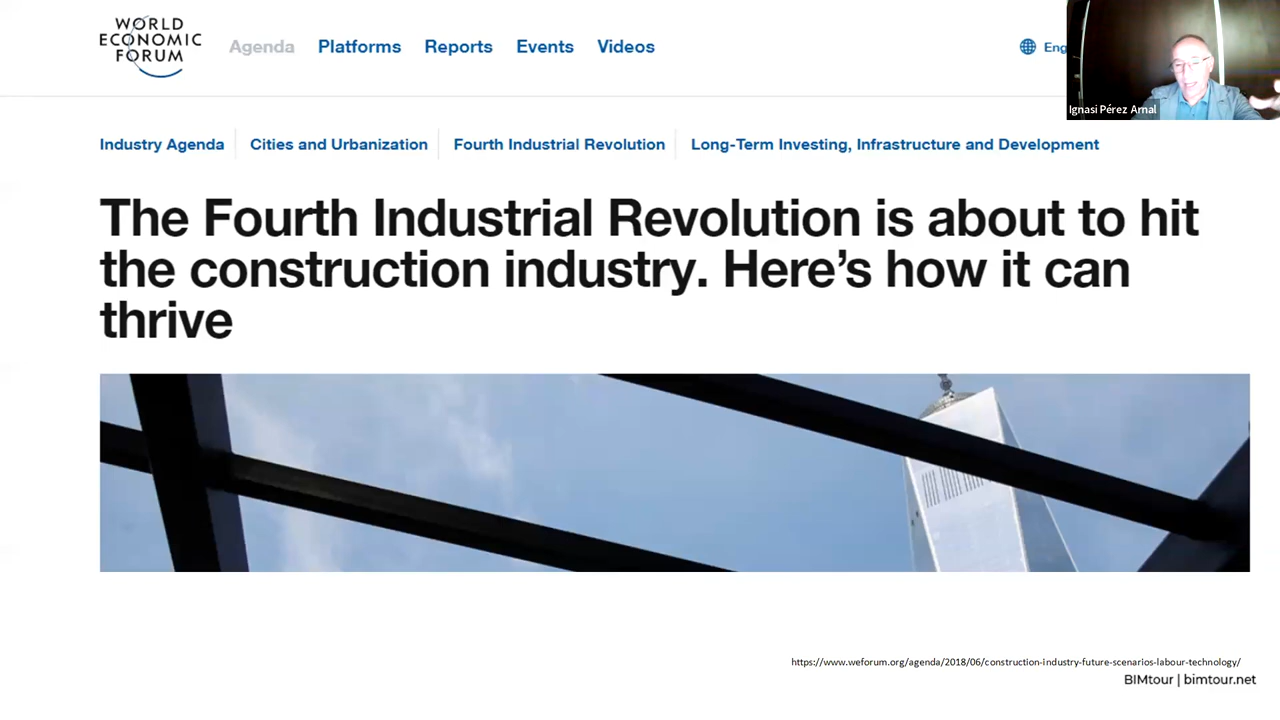 WORLD
ECONOMIC
FORUM
Agenda Platforms Reports Events Videos
Eng
Ignasi Pérez Arnal
Industry Agenda
Cities and Urbanization
Fourth Industrial Revolution
Long-Term Investing, Infrastructure and Development
The Fourth Industrial Revolution is about to hit
the construction industry. Here’s how it can
thrive
https://www.weforum.org/agenda/2018/06/construction-industry-future-scenarios-labour-technology/
BIMtour | bimtour.net